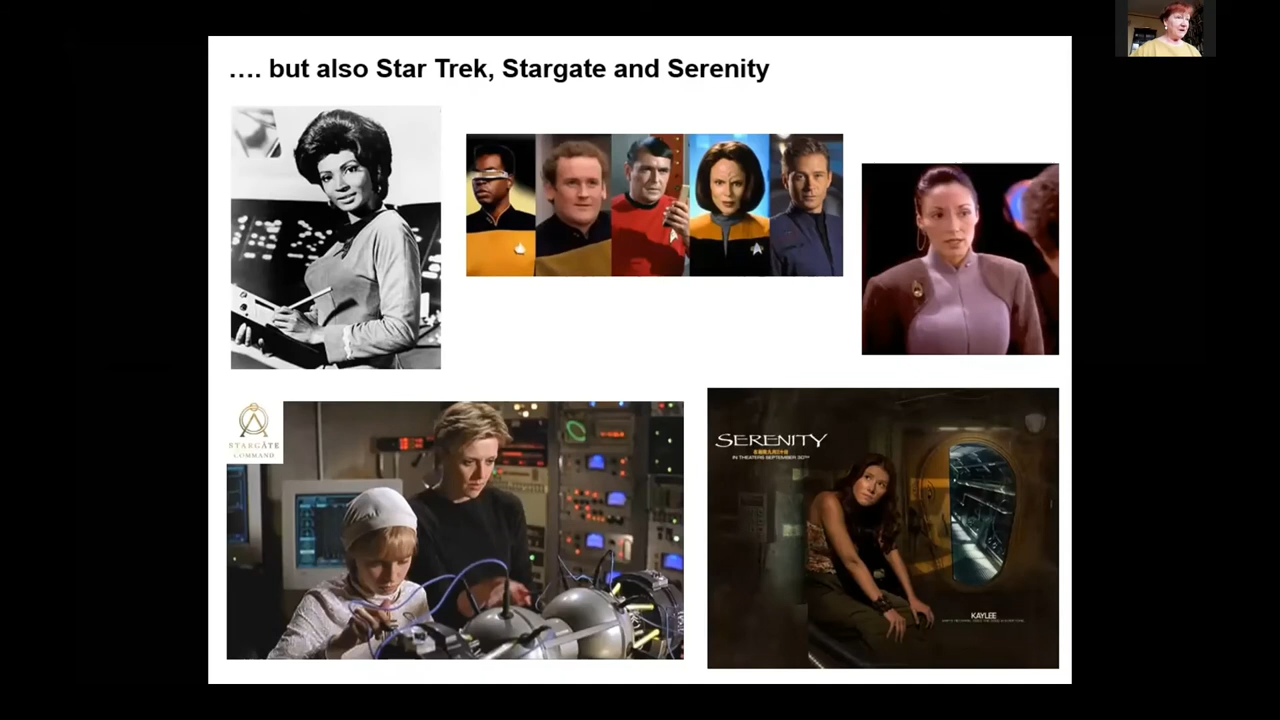 …. but also Star Trek, Stargate and Serenity
STARGATE
COMMAND
SERENITY
IN THEATERS SEPTEMBER 30TH
KAYLEE